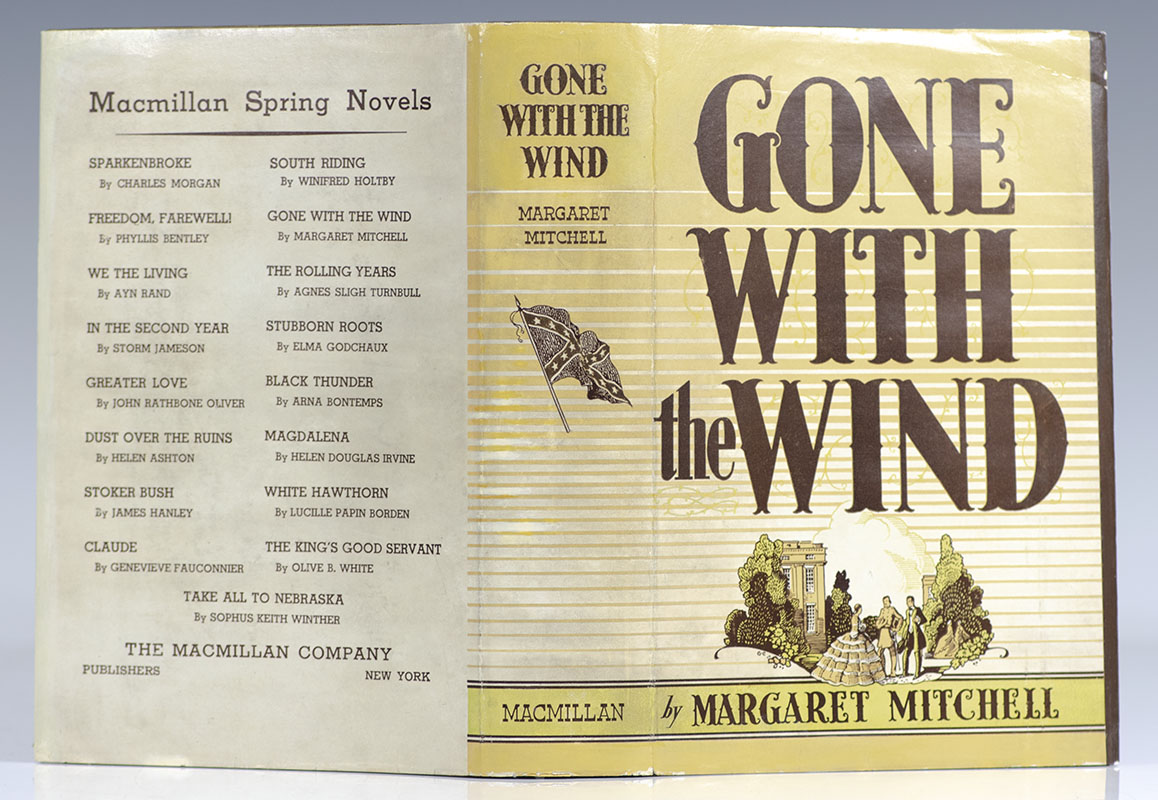 Macmillan Spring Novels
SPARKENBROKE
By CHARLES MORGAN
FREEDOM, FAREWELL!
By PHYLLIS BENTLEY
WE THE LIVING
By AYN RAND
IN THE SECOND YEAR
By STORM JAMESON
GREATER LOVE
By JOHN RATHBONE OLIVER
DUST OVER THE RUINS
By HELEN ASHTON
STOKER BUSH
By JAMES HANLEY
CLAUDE
By GENEVIEVE FAUCONNIER
SOUTH RIDING
By WINIFRED HOLTBY
GONE WITH THE WIND
By MARGARET MITCHELL
THE ROLLING YEARS
By AGNES SLIGH TURNBULL
STUBBORN ROOTS
By ELMA GODCHAUX
BLACK THUNDER
By ARNA BONTEMPS
MAGDALENA
By HELEN DOUGLAS IRVINE
WHITE HAWTHORN
By LUCILLE PAPIN BORDEN
THE KING'S GOOD SERVANT
By OLIVE B. WHITE
TAKE ALL TO NEBRASKA
By SOPHUS KEITH WINTHER
THE MACMILLAN COMPANY
PUBLISHERS NEW YORK
GONE
WITH THE
WIND
MARGARET
MITCHELL
MACMILLAN
GONE
WITH
the WIND
by MARGARET MITCHELL